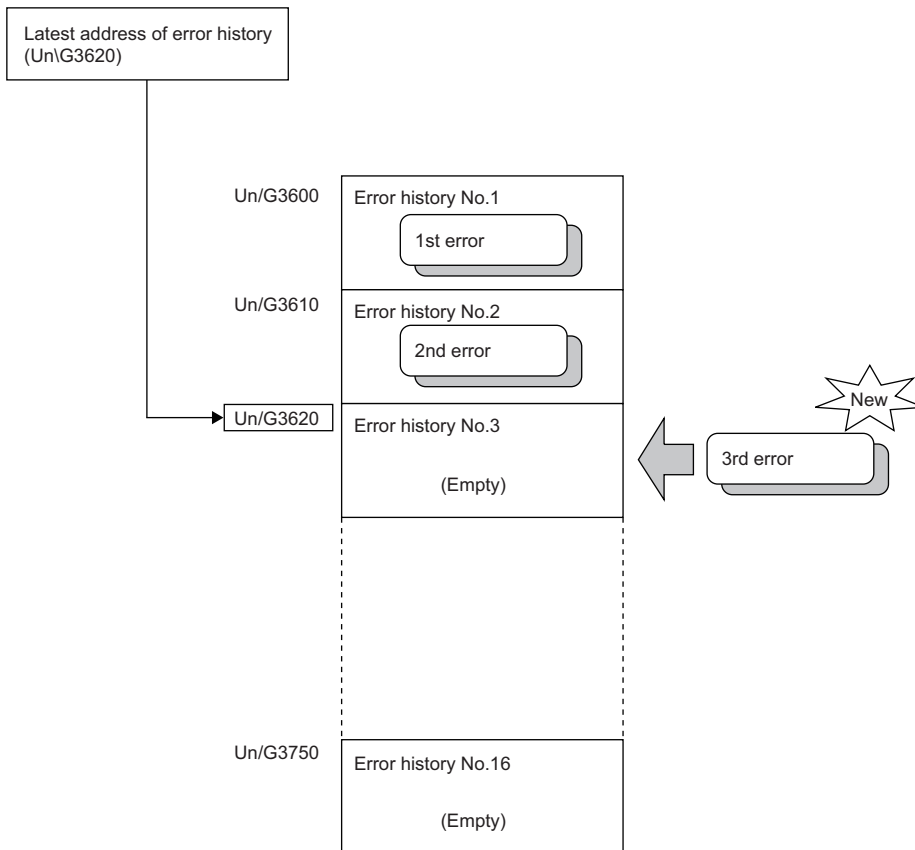 Latest address of error history
(Un\G3620)
Un/G3600
Error history No.1
1st error
Un/G3610
Error history No.2
2nd error
New
Un/G3620
Error history No.3
3rd error
(Empty)
Un/G3750
Error history No.16
(Empty)